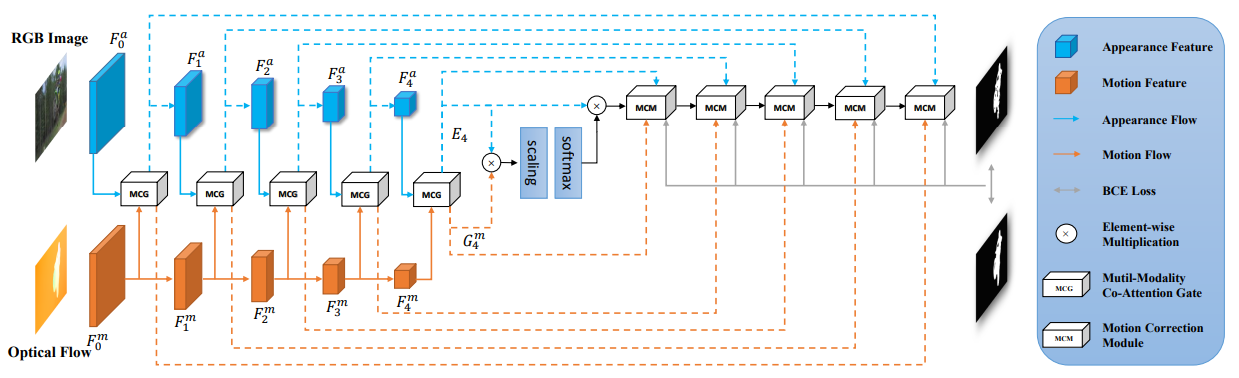 RGB Image
F_0^a
F_1^a
F_2^a
F_3^a
F_4^a
E_4
scaling
softmax
×
×
MCM
MCM
MCM
MCM
MCM
MCG
MCG
MCG
MCG
MCG
G_4^m
F_0^m
F_1^m
F_2^m
F_3^m
F_4^m
Optical Flow
Appearance Feature
Motion Feature
Appearance Flow
Motion Flow
BCE Loss
×
Element-wise
Multiplication
MCG
Mutil-Modality
Co-Attention Gate
MCM
Motion Correction
Module